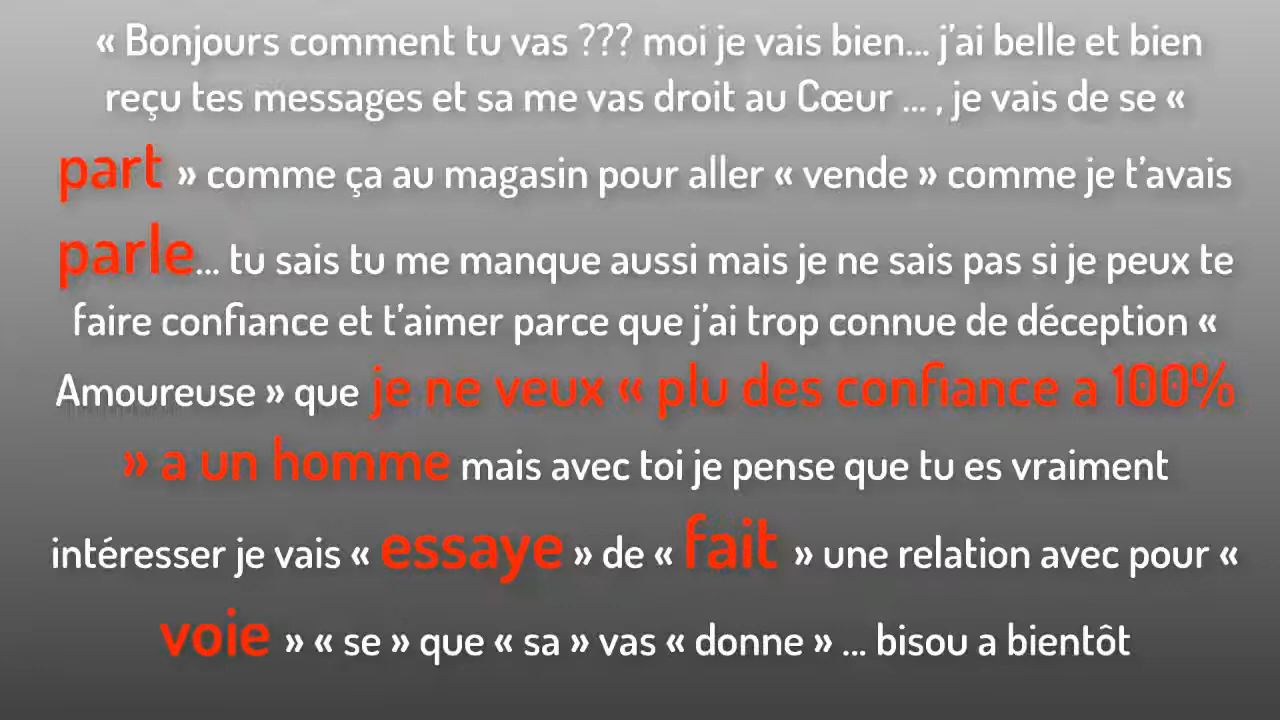 « Bonjours comment tu vas ??? moi je vais bien... j'ai belle et bien
reçu tes messages et sa me vas droit au Cœur ... , je vais de se «
part » comme ça au magasin pour aller « vende » comme je t'avais
parle... tu sais tu me manque aussi mais je ne sais pas si je peux te
faire confiance et t'aimer parce que j'ai trop connue de déception «
Amoureuse » que je ne veux « plu des confiance a 100%
» a un homme mais avec toi je pense que tu es vraiment
intéresser je vais « essaye » de « fait » une relation avec pour «
voie » « se » que « sa » vas « donne » ... bisou a bientôt